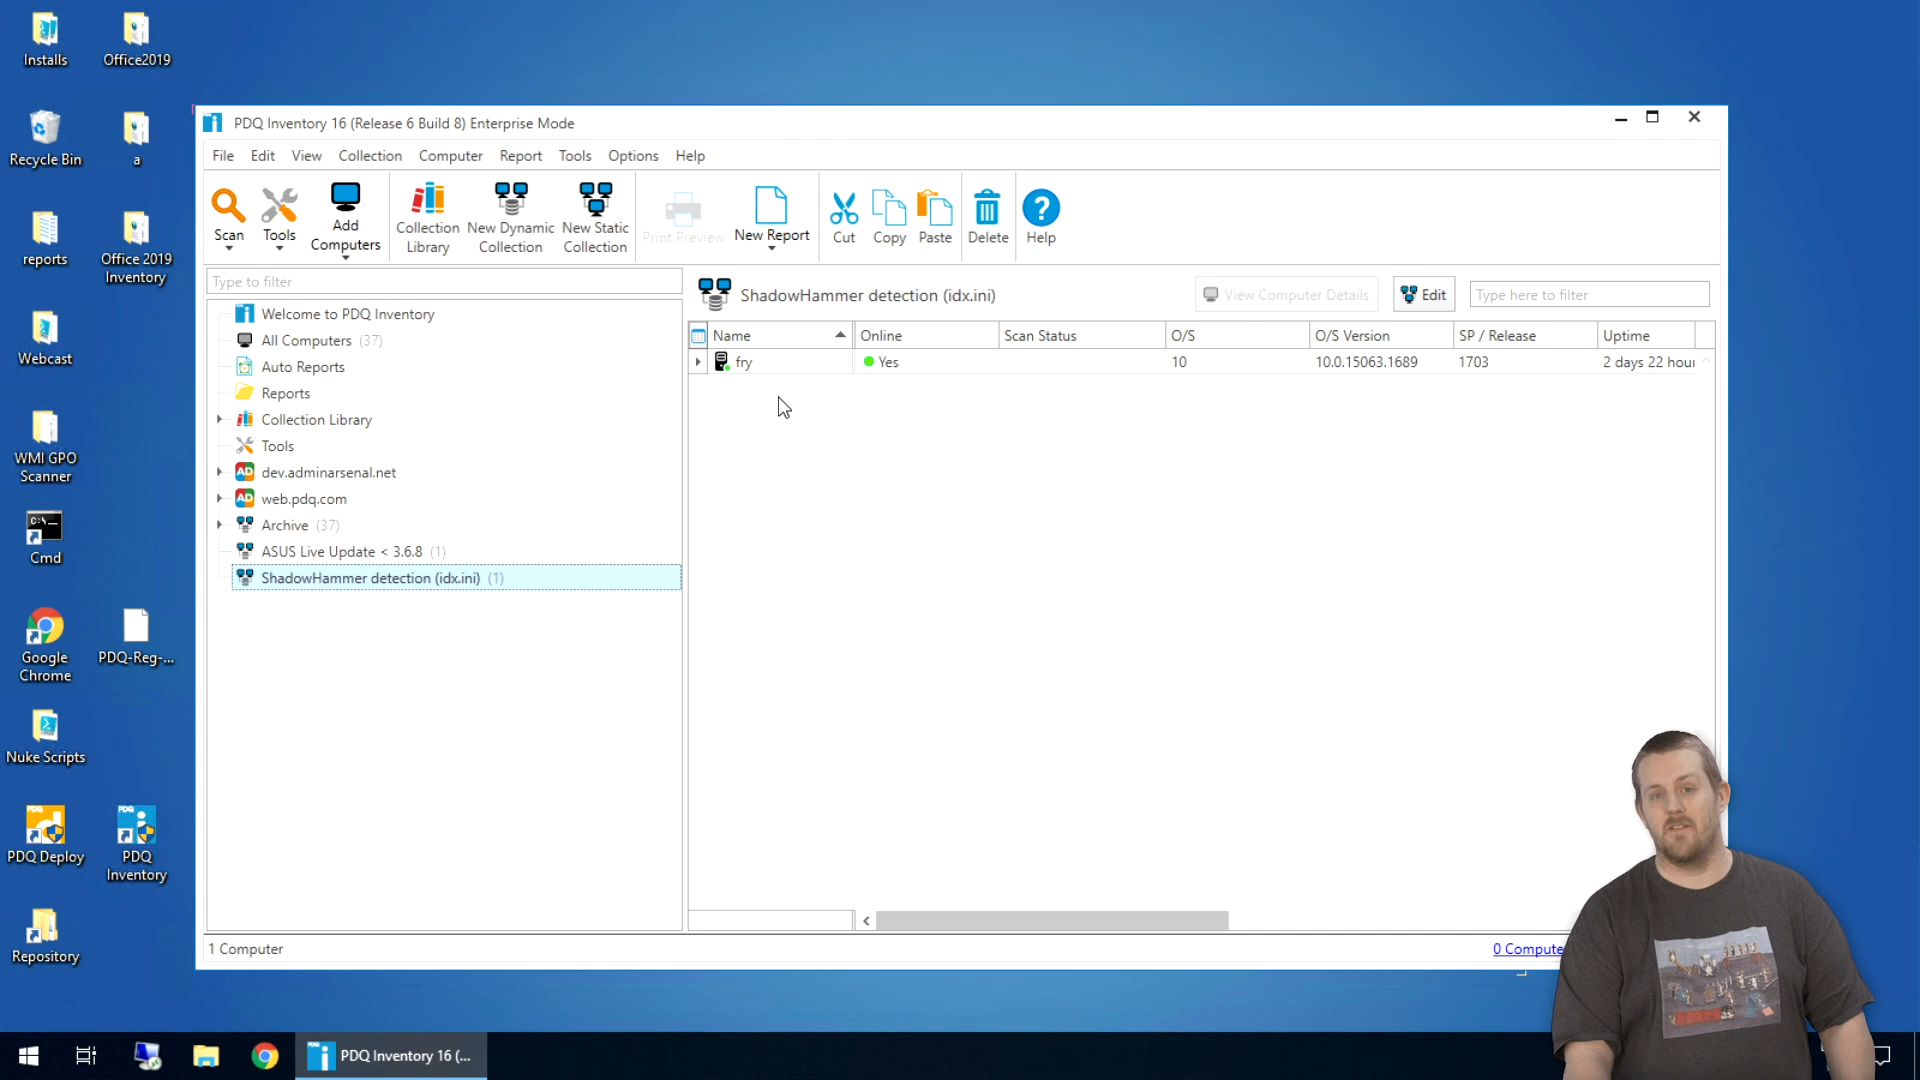 Installs
Office2019
Recycle Bin
a
reports
Office 2019
Inventory
Webcast
WMI GPO
Scanner
Cmd
Google
Chrome
PDQ-Reg-...
Nuke Scripts
PDQ Deploy
PDQ
Inventory
Repository
PDQ Inventory 16 (Release 6 Build 8) Enterprise Mode
File Edit View Collection Computer Report Tools Options Help
Scan
Tools
Add
Computers
Collection
Library
New Dynamic
Collection
New Static
Collection
Print Preview
New Report
Cut
Copy
Paste
Delete
Help
Type to filter
Welcome to PDQ Inventory
All Computers (37)
Auto Reports
Reports
Collection Library
Tools
AD dev.adminarsenal.net
AD web.pdq.com
Archive (37)
ASUS Live Update < 3.6.8 (1)
ShadowHammer detection (idx.ini) (1)
ShadowHammer detection (idx.ini)
View Computer Details
Edit
Type here to filter
Name Online Scan Status O/S O/S Version SP / Release Uptime
fry Yes 10 10.0.15063.1689 1703 2 days 22 hour
1 Computer
0 Compute
PDQ Inventory 16 (...